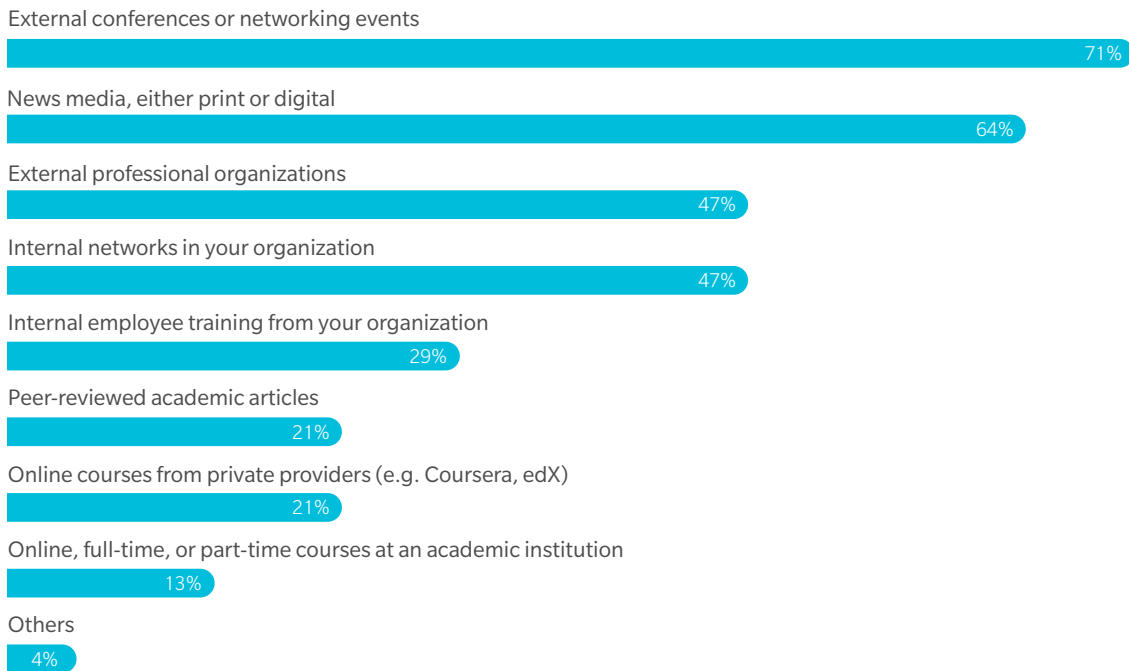 External conferences or networking events
71%
News media, either print or digital
64%
External professional organizations
47%
Internal networks in your organization
47%
Internal employee training from your organization
29%
Peer-reviewed academic articles
21%
Online courses from private providers (e.g. Coursera, edX)
21%
Online, full-time, or part-time courses at an academic institution
13%
Others
4%